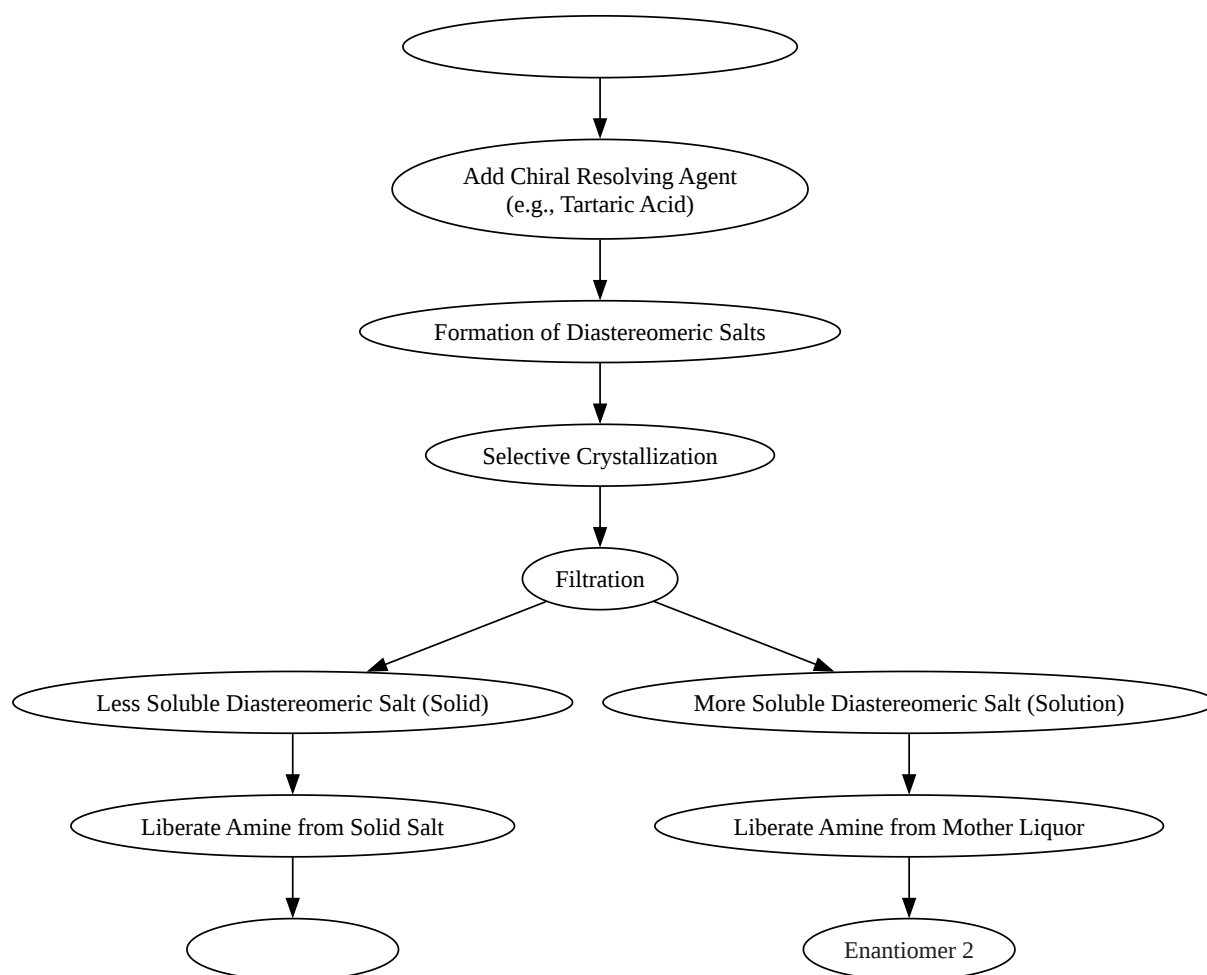 Add Chiral Resolving Agent
(e.g., Tartaric Acid)
Formation of Diastereomeric Salts
Selective Crystallization
Filtration
Less Soluble Diastereomeric Salt (Solid)
More Soluble Diastereomeric Salt (Solution)
Liberate Amine from Solid Salt
Liberate Amine from Mother Liquor
Enantiomer 2